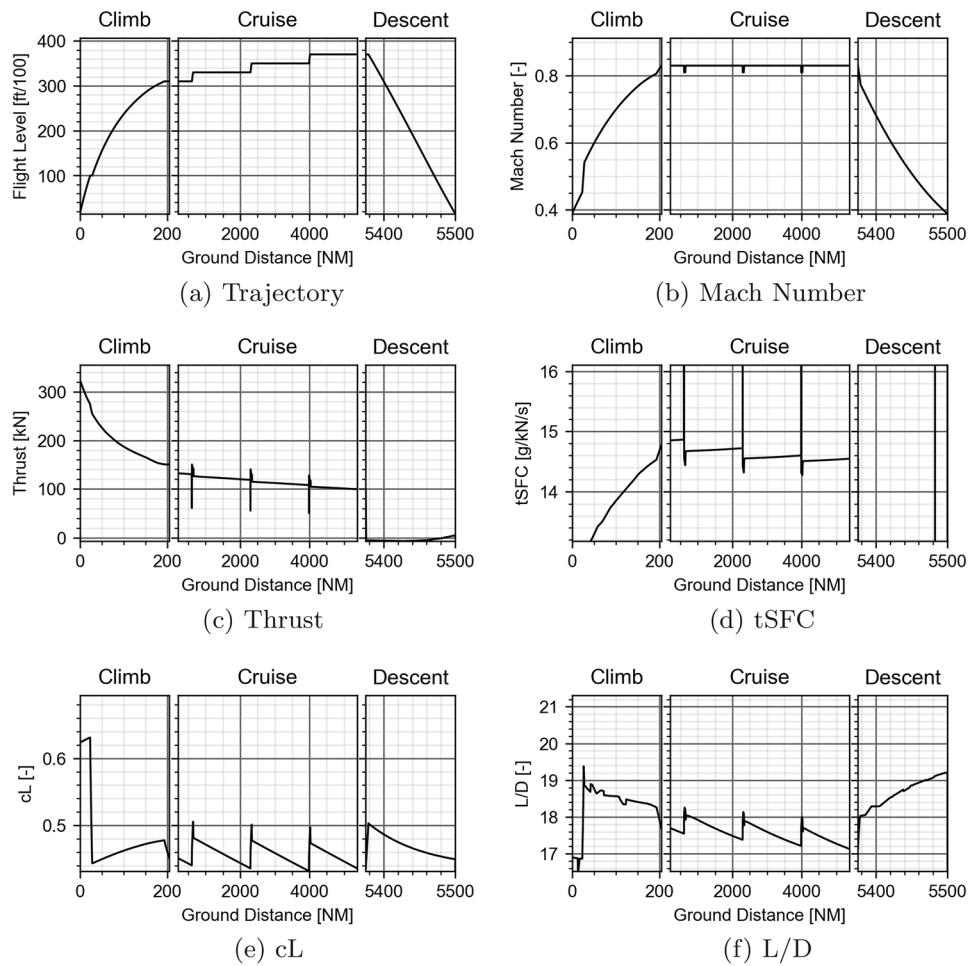 Climb Cruise Descent
Flight Level [ft/100]
400
300
200
100
0 200 2000 4000 5400 5500
Ground Distance [NM]
(a) Trajectory
Climb Cruise Descent
Mach Number [-]
0.8
0.6
0.4
0 200 2000 4000 5400 5500
Ground Distance [NM]
(b) Mach Number
Climb Cruise Descent
Thrust [kN]
300
200
100
0
0 200 2000 4000 5400 5500
Ground Distance [NM]
(c) Thrust
Climb Cruise Descent
tSFC [g/kN/s]
16
15
14
0 200 2000 4000 5400 5500
Ground Distance [NM]
(d) tSFC
Climb Cruise Descent
cL [-]
0.6
0.5
0 200 2000 4000 5400 5500
Ground Distance [NM]
(e) cL
Climb Cruise Descent
L/D [-]
21
20
19
18
17
0 200 2000 4000 5400 5500
Ground Distance [NM]
(f) L/D